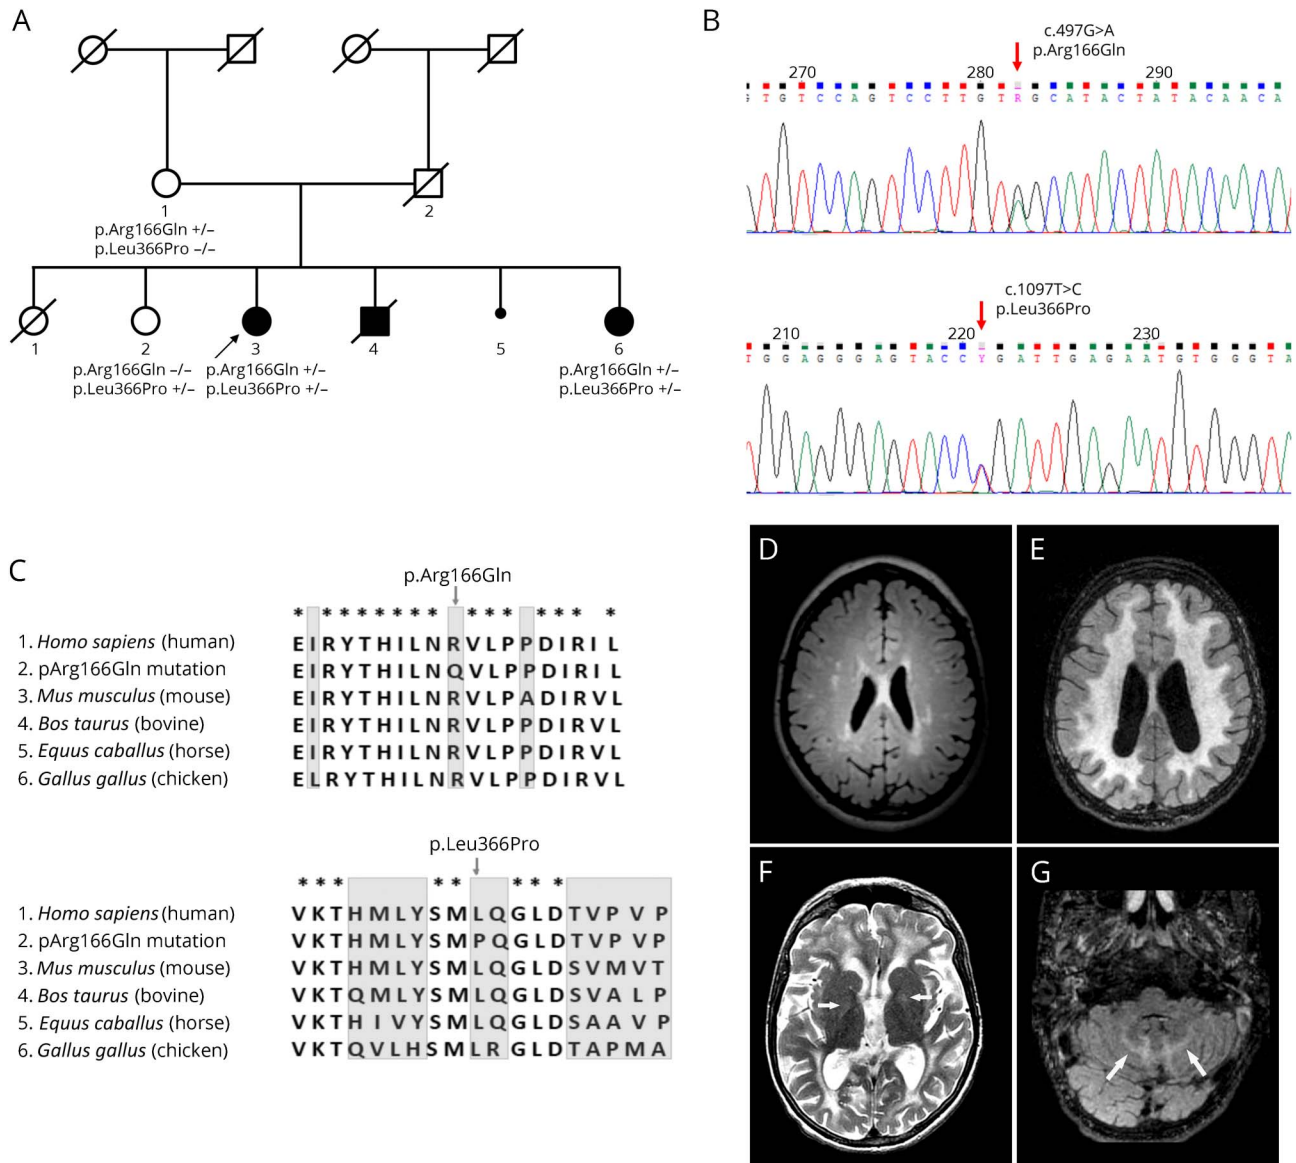 A
1
2
p.Arg166Gln +/–
p.Leu366Pro –/–
1
2
3
4
5
6
p.Arg166Gln –/–
p.Leu366Pro +/–
p.Arg166Gln +/–
p.Leu366Pro +/–
p.Arg166Gln +/–
p.Leu366Pro +/–
B
c.497G>A
p.Arg166Gln
270 280 290
G T G T C C A G T C C T T G T R G C A T A C T A T A C A A C A
c.1097T>C
p.Leu366Pro
210 220 230
T G G A G G G A G T A C C Y G A T T G A G A A T G T G G G T A
C
p.Arg166Gln
* * * * * * * * * * * * * * * *
1. Homo sapiens (human) E I R Y T H I L N R V L P P D I R I L
2. pArg166Gln mutation E I R Y T H I L N Q V L P P D I R I L
3. Mus musculus (mouse) E I R Y T H I L N R V L P A D I R V L
4. Bos taurus (bovine) E I R Y T H I L N R V L P P D I R V L
5. Equus caballus (horse) E I R Y T H I L N R V L P P D I R V L
6. Gallus gallus (chicken) E L R Y T H I L N R V L P P D I R V L
p.Leu366Pro
* * * * * * * *
1. Homo sapiens (human) V K T H M L Y S M L Q G L D T V P V P
2. pArg166Gln mutation V K T H M L Y S M P Q G L D T V P V P
3. Mus musculus (mouse) V K T H M L Y S M L Q G L D S V M V T
4. Bos taurus (bovine) V K T Q M L Y S M L Q G L D S V A L P
5. Equus caballus (horse) V K T H I V Y S M L Q G L D S A A V P
6. Gallus gallus (chicken) V K T Q V L H S M L R G L D T A P M A
D
E
F
G